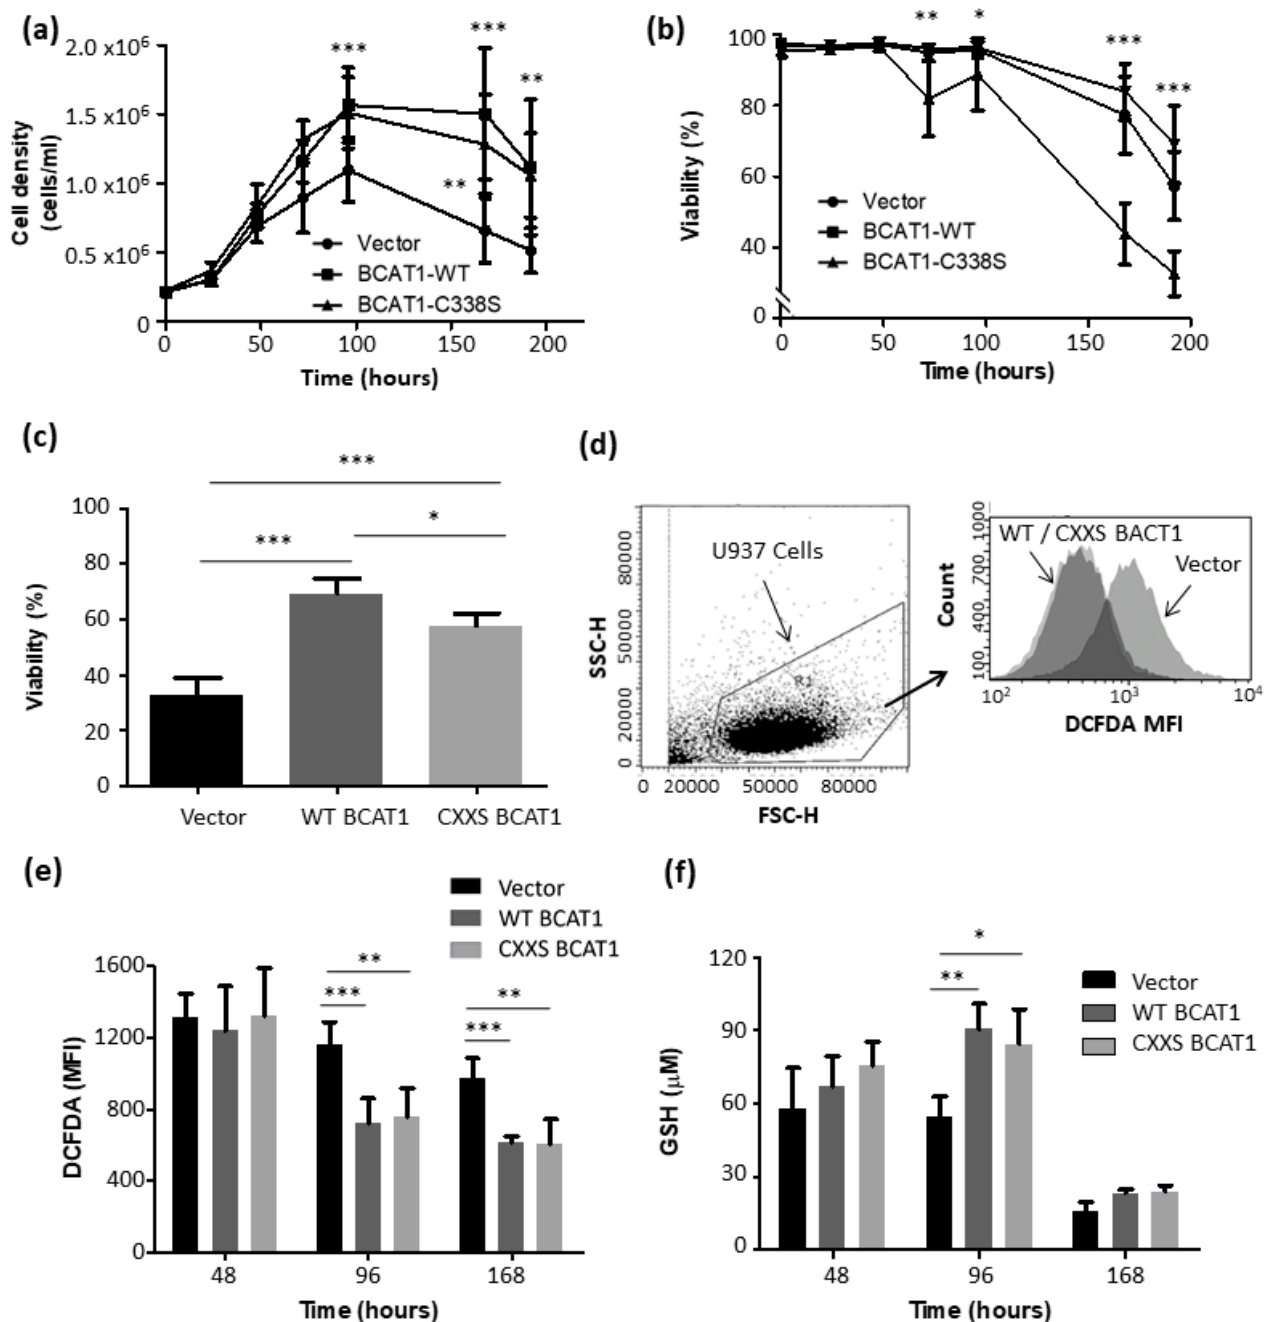 (a)
***
***
**
**
2.0 x10⁶
1.5 x10⁶
1.0 x10⁶
0.5 x10⁶
0
Cell density
(cells/ml)
Vector
BCAT1-WT
BCAT1-C338S
0 50 100 150 200
Time (hours)
(b)
**
*
***
***
100
80
60
40
0
Viability (%)
Vector
BCAT1-WT
BCAT1-C338S
0 50 100 150 200
Time (hours)
(c)
***
***
*
100
80
60
40
20
0
Viability (%)
Vector WT BCAT1 CXXS BCAT1
(d)
U937 Cells
R1
SSC-H
80000
50000
20000
0
0 20000 50000 80000
FSC-H
WT / CXXS BACT1
Vector
Count
1000
700
400
100
10² 10³ 10⁴
DCFDA MFI
(e)
Vector
WT BCAT1
CXXS BCAT1
**
***
**
***
1600
1200
800
400
0
DCFDA (MFI)
48 96 168
Time (hours)
(f)
*
**
Vector
WT BCAT1
CXXS BCAT1
120
90
60
30
0
GSH (μM)
48 96 168
Time (hours)